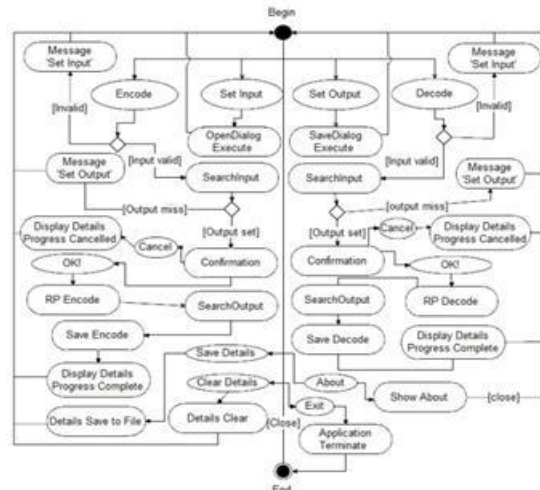 Begin
Message
'Set Input'
Message
'Set Input'
Encode
Set Input
Set Output
Decode
[Invalid]
[Invalid]
OpenDialog
Execute
SaveDialog
Execute
[Input valid]
[Input valid]
Message
'Set Output'
SearchInput
SearchInput
Message
'Set Output'
[Output miss]
[output miss]
[Output set]
[Output set]
Display Details
Progress Cancelled
Cancel
Cancel
Display Details
Progress Cancelled
OK!
Confirmation
Confirmation
OK!
RP Encode
SearchOutput
SearchOutput
RP Decode
Save Encode
Save Decode
Display Details
Progress Complete
Save Details
Display Details
Progress Complete
Clear Details
About
Show About
[close]
Details Save to File
Details Clear
Exit
[Close]
Application
Terminate
End